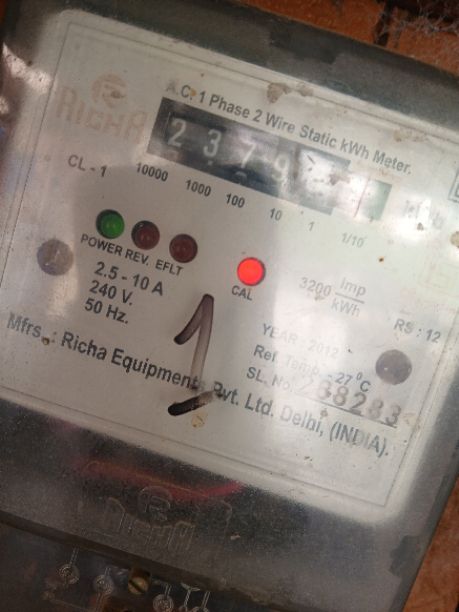 RICHA
A.C. 1 Phase 2 Wire Static kWh Meter.
2 3 7 9
CL - 1 10000 1000 100 10 1 1/10
POWER REV. EFLT
CAL
2.5 - 10 A
240 V.
50 Hz.
3200 Imp/kWh
RS : 12
YEAR : 2012
Ref. Temp. - 27 ⁰C
SL. No. 288283
Mfrs. : Richa Equipments Pvt. Ltd. Delhi, (INDIA).
1